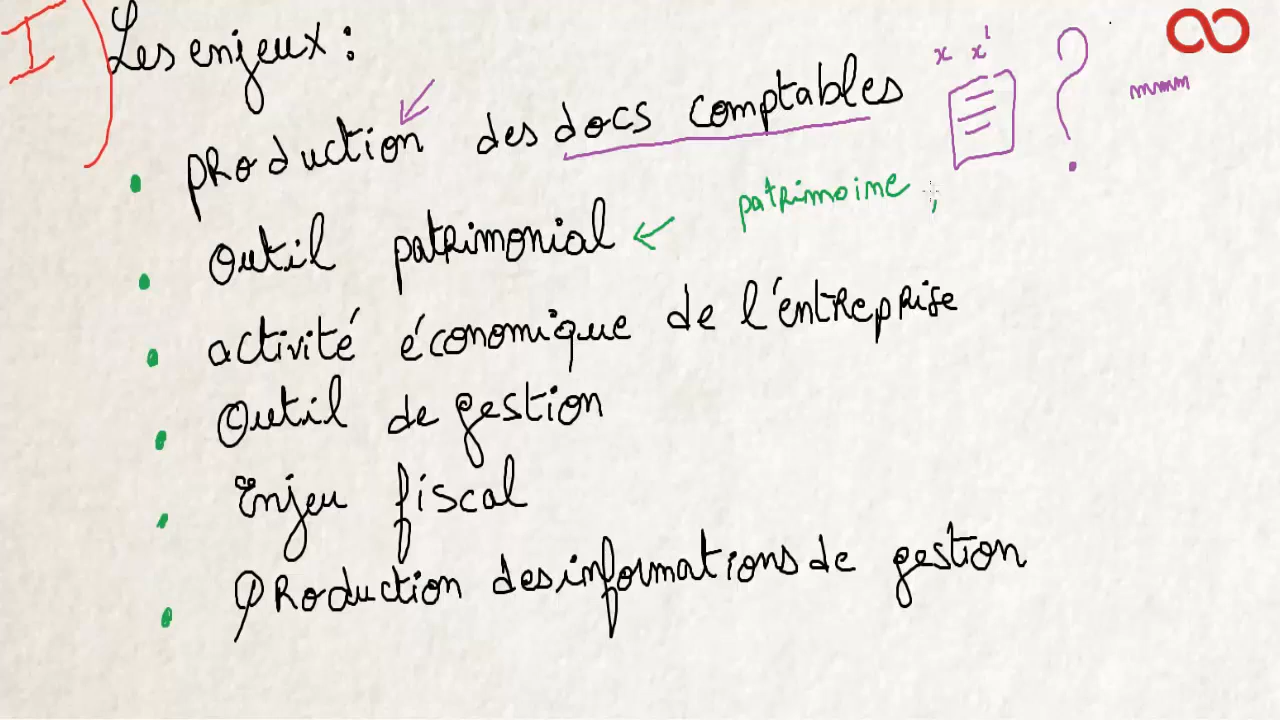 I) Les enjeux :
x x'
• production des docs comptables ?
patrimoine ,
• Outil patrimonial
• activité économique de l'entreprise
• Outil de gestion
• Enjeu fiscal
• Production des informations de gestion